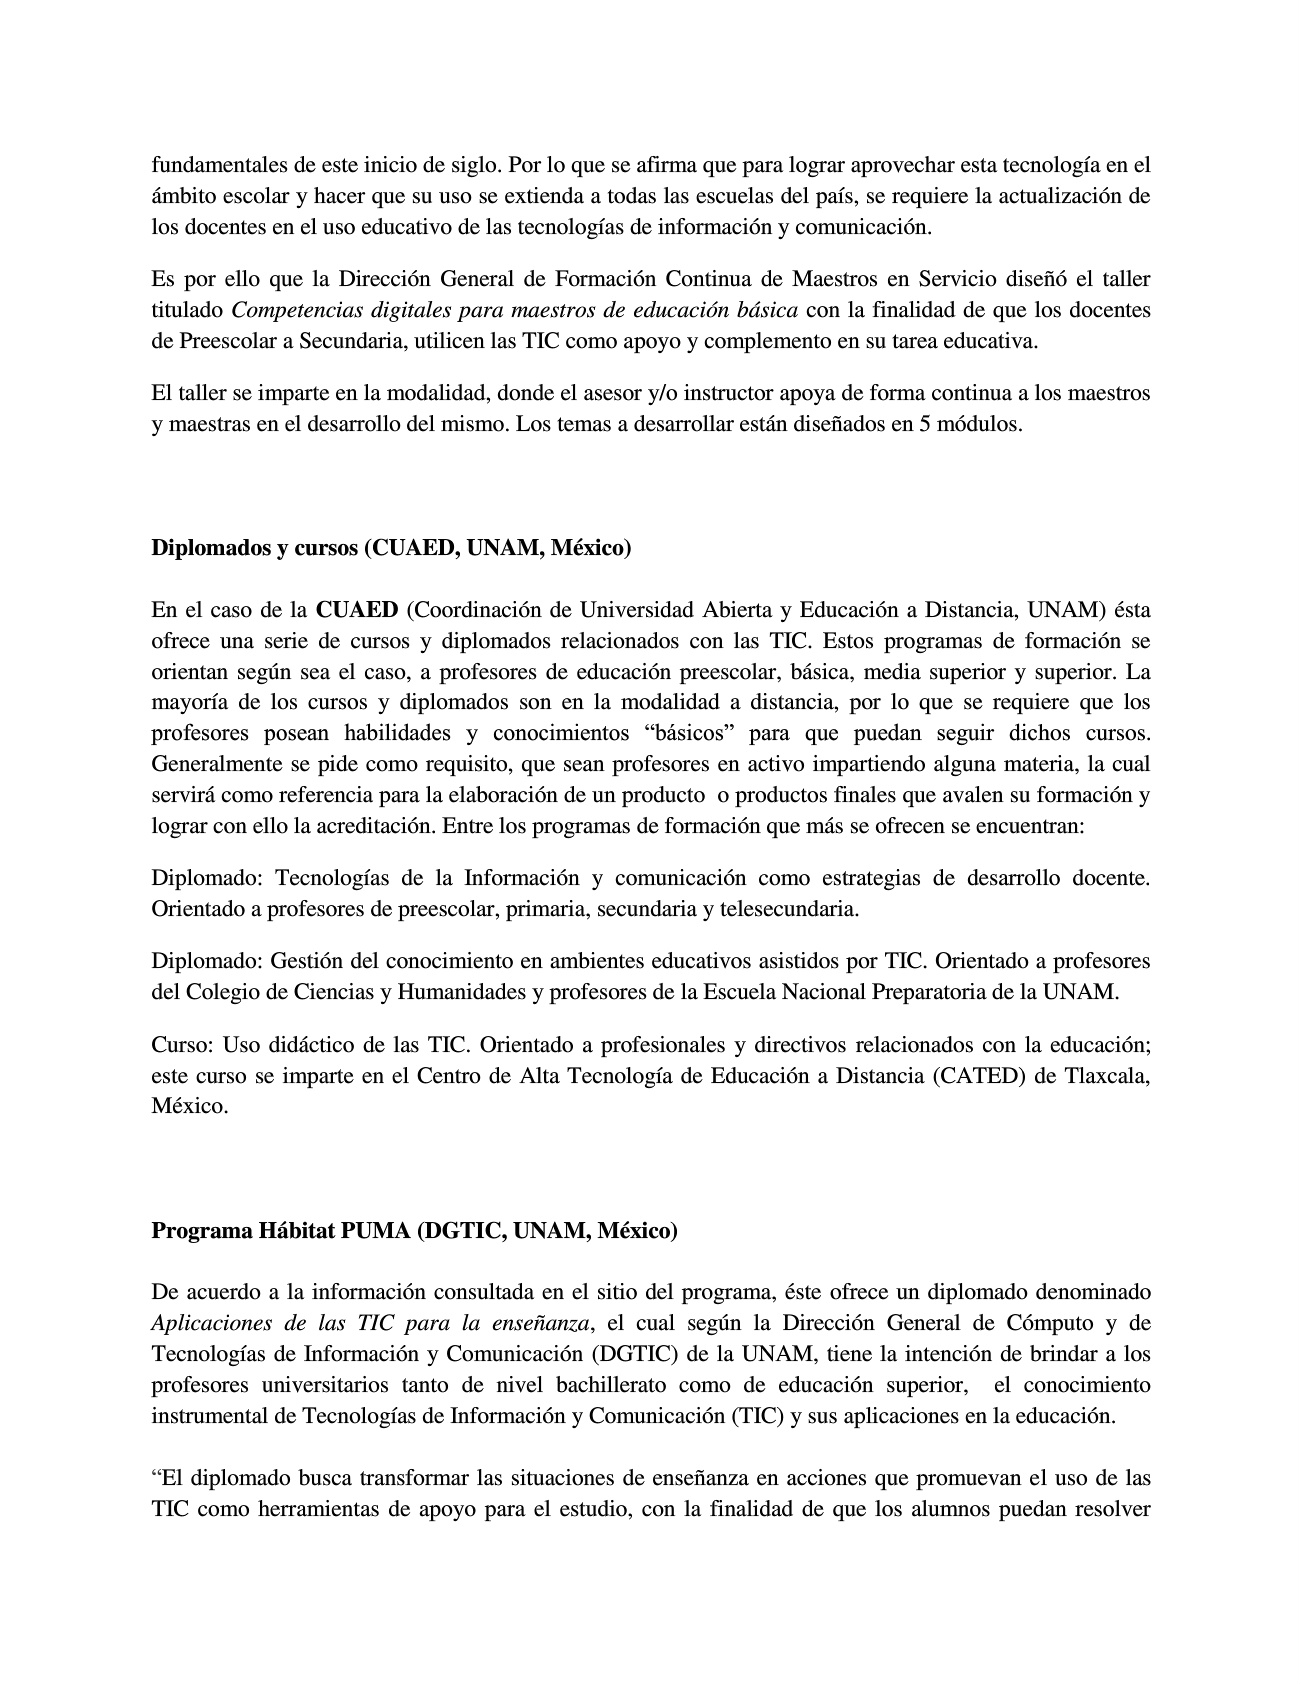 fundamentales de este inicio de siglo. Por lo que se afirma que para lograr aprovechar esta tecnología en el
ámbito escolar y hacer que su uso se extienda a todas las escuelas del país, se requiere la actualización de
los docentes en el uso educativo de las tecnologías de información y comunicación.
Es por ello que la Dirección General de Formación Continua de Maestros en Servicio diseñó el taller
titulado Competencias digitales para maestros de educación básica con la finalidad de que los docentes
de Preescolar a Secundaria, utilicen las TIC como apoyo y complemento en su tarea educativa.
El taller se imparte en la modalidad, donde el asesor y/o instructor apoya de forma continua a los maestros
y maestras en el desarrollo del mismo. Los temas a desarrollar están diseñados en 5 módulos.
Diplomados y cursos (CUAED, UNAM, México)
En el caso de la CUAED (Coordinación de Universidad Abierta y Educación a Distancia, UNAM) ésta
ofrece una serie de cursos y diplomados relacionados con las TIC. Estos programas de formación se
orientan según sea el caso, a profesores de educación preescolar, básica, media superior y superior. La
mayoría de los cursos y diplomados son en la modalidad a distancia, por lo que se requiere que los
profesores posean habilidades y conocimientos “básicos” para que puedan seguir dichos cursos.
Generalmente se pide como requisito, que sean profesores en activo impartiendo alguna materia, la cual
servirá como referencia para la elaboración de un producto  o productos finales que avalen su formación y
lograr con ello la acreditación. Entre los programas de formación que más se ofrecen se encuentran:
Diplomado: Tecnologías de la Información y comunicación como estrategias de desarrollo docente.
Orientado a profesores de preescolar, primaria, secundaria y telesecundaria.
Diplomado: Gestión del conocimiento en ambientes educativos asistidos por TIC. Orientado a profesores
del Colegio de Ciencias y Humanidades y profesores de la Escuela Nacional Preparatoria de la UNAM.
Curso: Uso didáctico de las TIC. Orientado a profesionales y directivos relacionados con la educación;
este curso se imparte en el Centro de Alta Tecnología de Educación a Distancia (CATED) de Tlaxcala,
México.
Programa Hábitat PUMA (DGTIC, UNAM, México)
De acuerdo a la información consultada en el sitio del programa, éste ofrece un diplomado denominado
Aplicaciones de las TIC para la enseñanza, el cual según la Dirección General de Cómputo y de
Tecnologías de Información y Comunicación (DGTIC) de la UNAM, tiene la intención de brindar a los
profesores universitarios tanto de nivel bachillerato como de educación superior,  el conocimiento
instrumental de Tecnologías de Información y Comunicación (TIC) y sus aplicaciones en la educación.
“El diplomado busca transformar las situaciones de enseñanza en acciones que promuevan el uso de las
TIC como herramientas de apoyo para el estudio, con la finalidad de que los alumnos puedan resolver